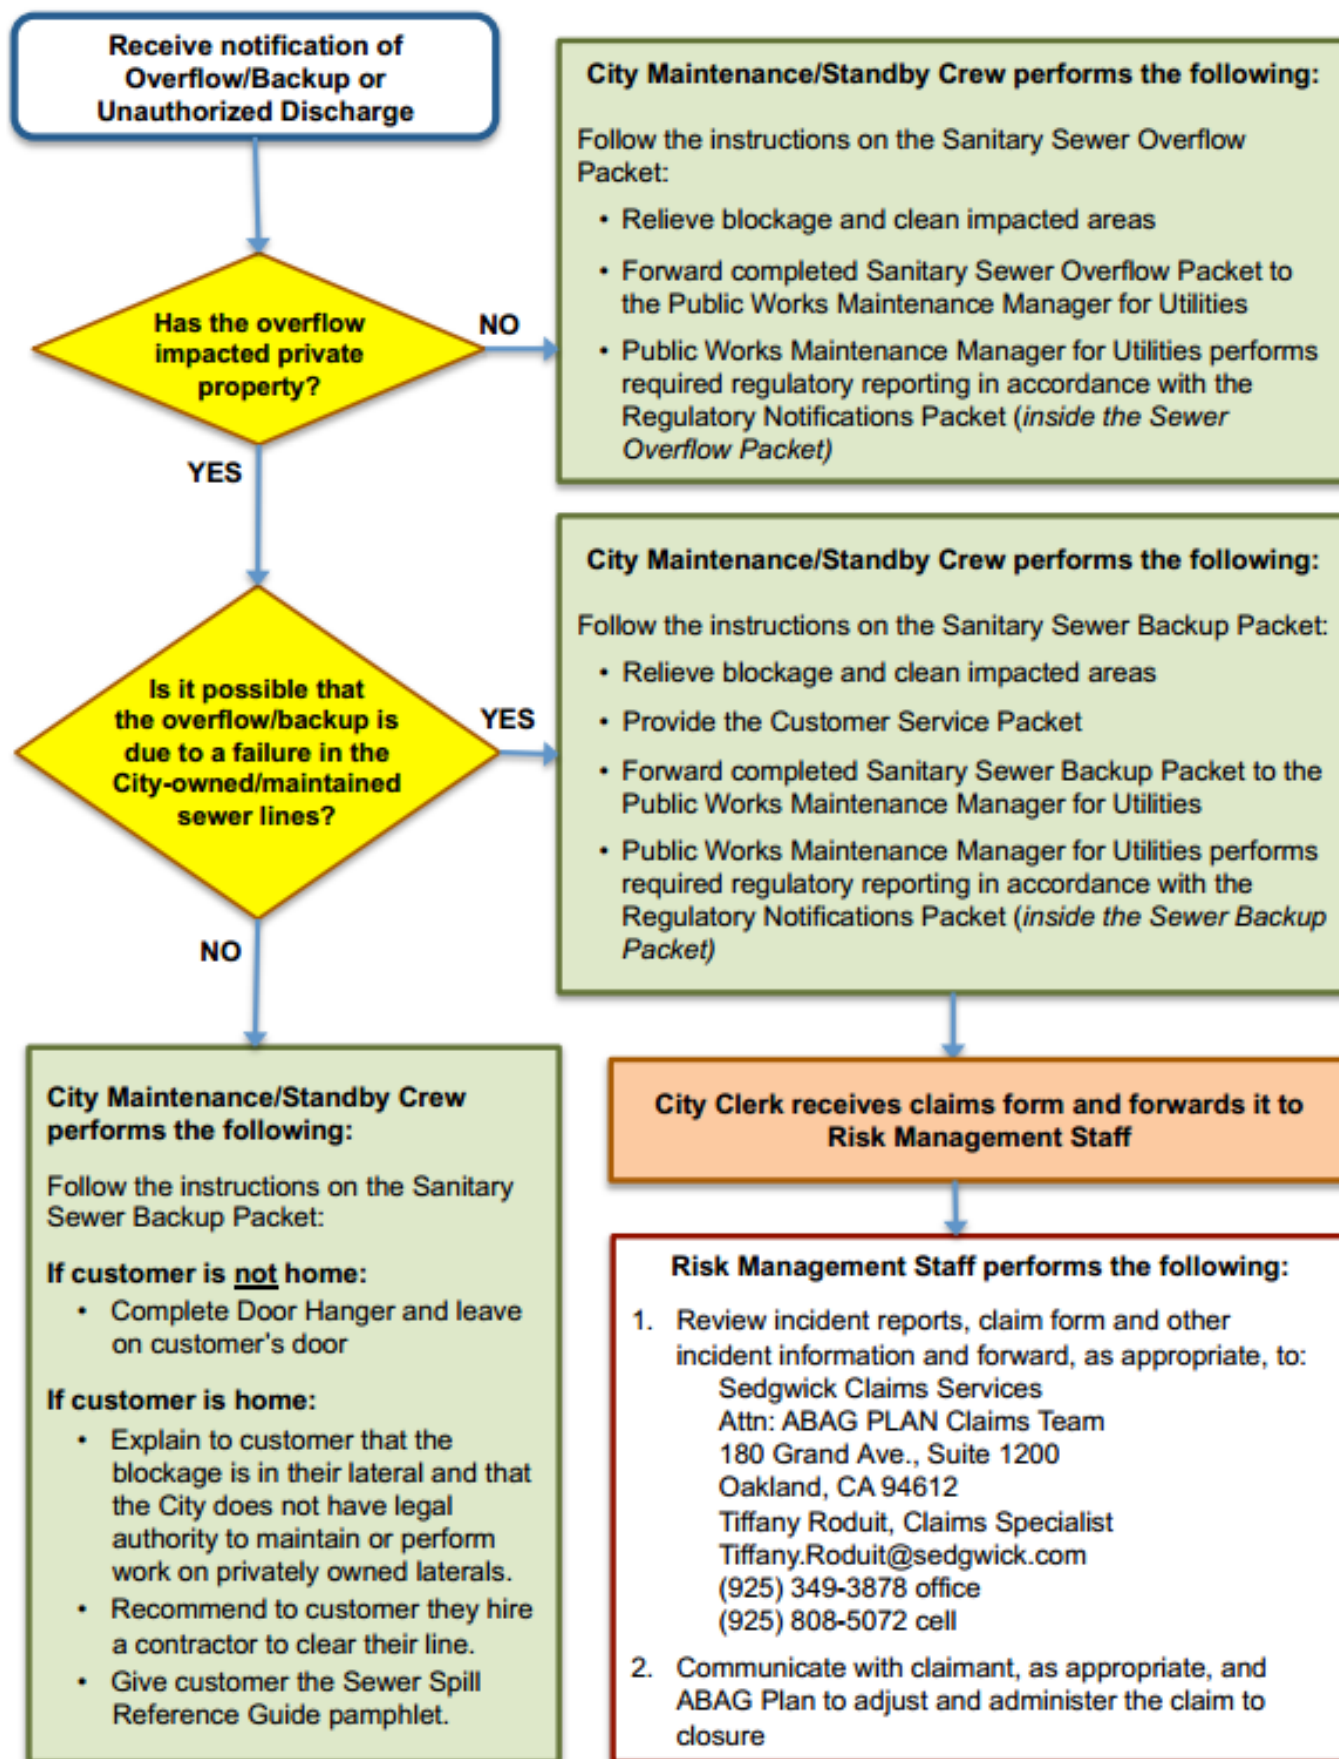 Receive notification of
Overflow/Backup or
Unauthorized Discharge
City Maintenance/Standby Crew performs the following:
Follow the instructions on the Sanitary Sewer Overflow
Packet:
• Relieve blockage and clean impacted areas
• Forward completed Sanitary Sewer Overflow Packet to
the Public Works Maintenance Manager for Utilities
• Public Works Maintenance Manager for Utilities performs
required regulatory reporting in accordance with the
Regulatory Notifications Packet (inside the Sewer
Overflow Packet)
Has the overflow
impacted private
property?
NO
YES
City Maintenance/Standby Crew performs the following:
Follow the instructions on the Sanitary Sewer Backup Packet:
• Relieve blockage and clean impacted areas
• Provide the Customer Service Packet
• Forward completed Sanitary Sewer Backup Packet to the
Public Works Maintenance Manager for Utilities
• Public Works Maintenance Manager for Utilities performs
required regulatory reporting in accordance with the
Regulatory Notifications Packet (inside the Sewer Backup
Packet)
Is it possible that
the overflow/backup is
due to a failure in the
City-owned/maintained
sewer lines?
YES
NO
City Maintenance/Standby Crew
performs the following:
Follow the instructions on the Sanitary
Sewer Backup Packet:
If customer is not home:
• Complete Door Hanger and leave
on customer's door
If customer is home:
• Explain to customer that the
blockage is in their lateral and that
the City does not have legal
authority to maintain or perform
work on privately owned laterals.
• Recommend to customer they hire
a contractor to clear their line.
• Give customer the Sewer Spill
Reference Guide pamphlet.
City Clerk receives claims form and forwards it to
Risk Management Staff
Risk Management Staff performs the following:
1. Review incident reports, claim form and other
incident information and forward, as appropriate, to:
Sedgwick Claims Services
Attn: ABAG PLAN Claims Team
180 Grand Ave., Suite 1200
Oakland, CA 94612
Tiffany Roduit, Claims Specialist
Tiffany.Roduit@sedgwick.com
(925) 349-3878 office
(925) 808-5072 cell
2. Communicate with claimant, as appropriate, and
ABAG Plan to adjust and administer the claim to
closure